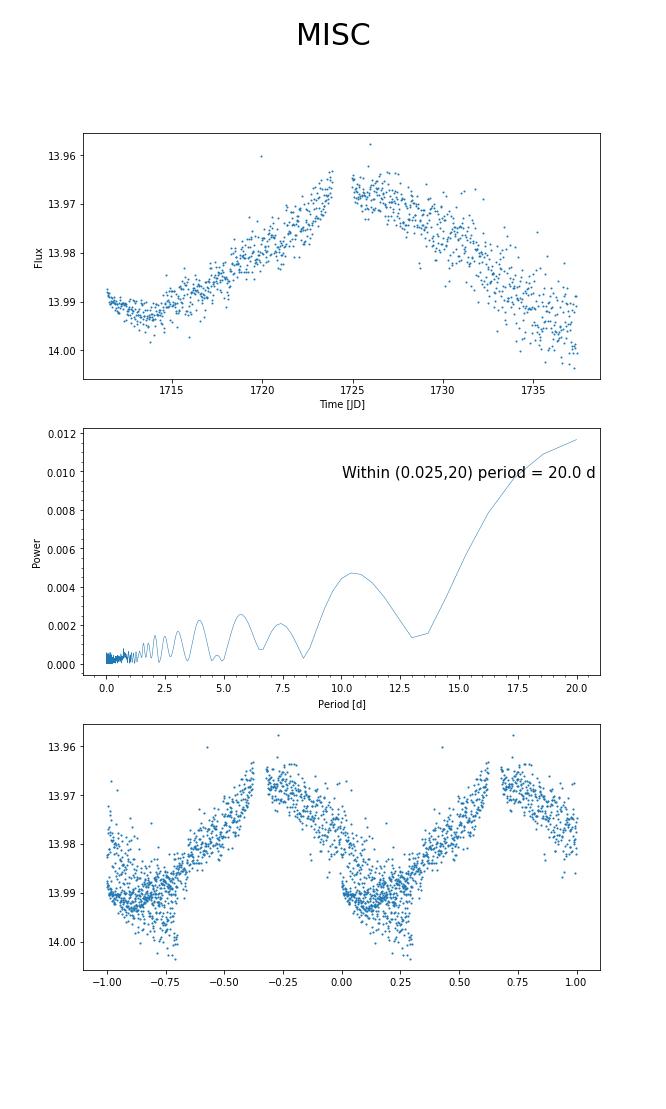 MISC
13.96
13.97
13.98
13.99
14.00
Flux
1715 1720 1725 1730 1735
Time [JD]
0.012
0.010
0.008
0.006
0.004
0.002
0.000
Power
Within (0.025,20) period = 20.0 d
0.0 2.5 5.0 7.5 10.0 12.5 15.0 17.5 20.0
Period [d]
13.96
13.97
13.98
13.99
14.00
−1.00 −0.75 −0.50 −0.25 0.00 0.25 0.50 0.75 1.00